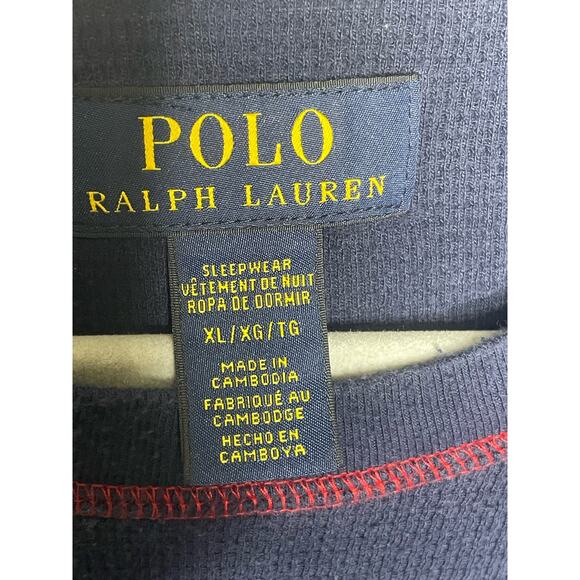 POLO
RALPH LAUREN
SLEEPWEAR
VÊTEMENT DE NUIT
ROPA DE DORMIR
XL/XG/TG
MADE IN
CAMBODIA
FABRIQUÉ AU
CAMBODGE
HECHO EN
CAMBOYA